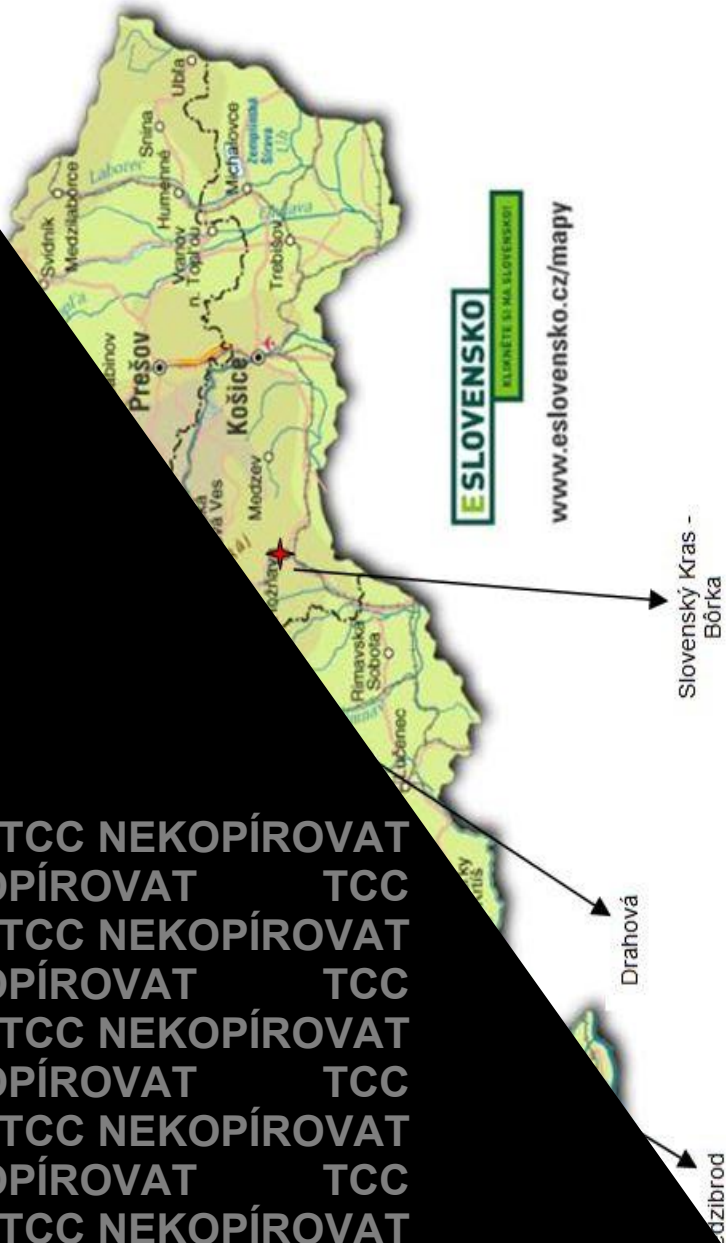 Svidník
Medzilaborce
Laborec
Snina
Ubľa
Humenné
Vranov
n. Topľou
Michalovce
Zemplínska
Šírava
Uh
Trebišov
Prešov
Košice
Medzev
Rimavská
Sobota
Lučenec
ESLOVENSKO
KLIKNĚTE SI NA SLOVENSKO!
www.eslovensko.cz/mapy
Slovenský Kras -
Bôrka
Drahová
TCC NEKOPÍROVAT
OPÍROVAT TCC
TCC NEKOPÍROVAT
OPÍROVAT TCC
TCC NEKOPÍROVAT
OPÍROVAT TCC
TCC NEKOPÍROVAT
OPÍROVAT TCC
TCC NEKOPÍROVAT